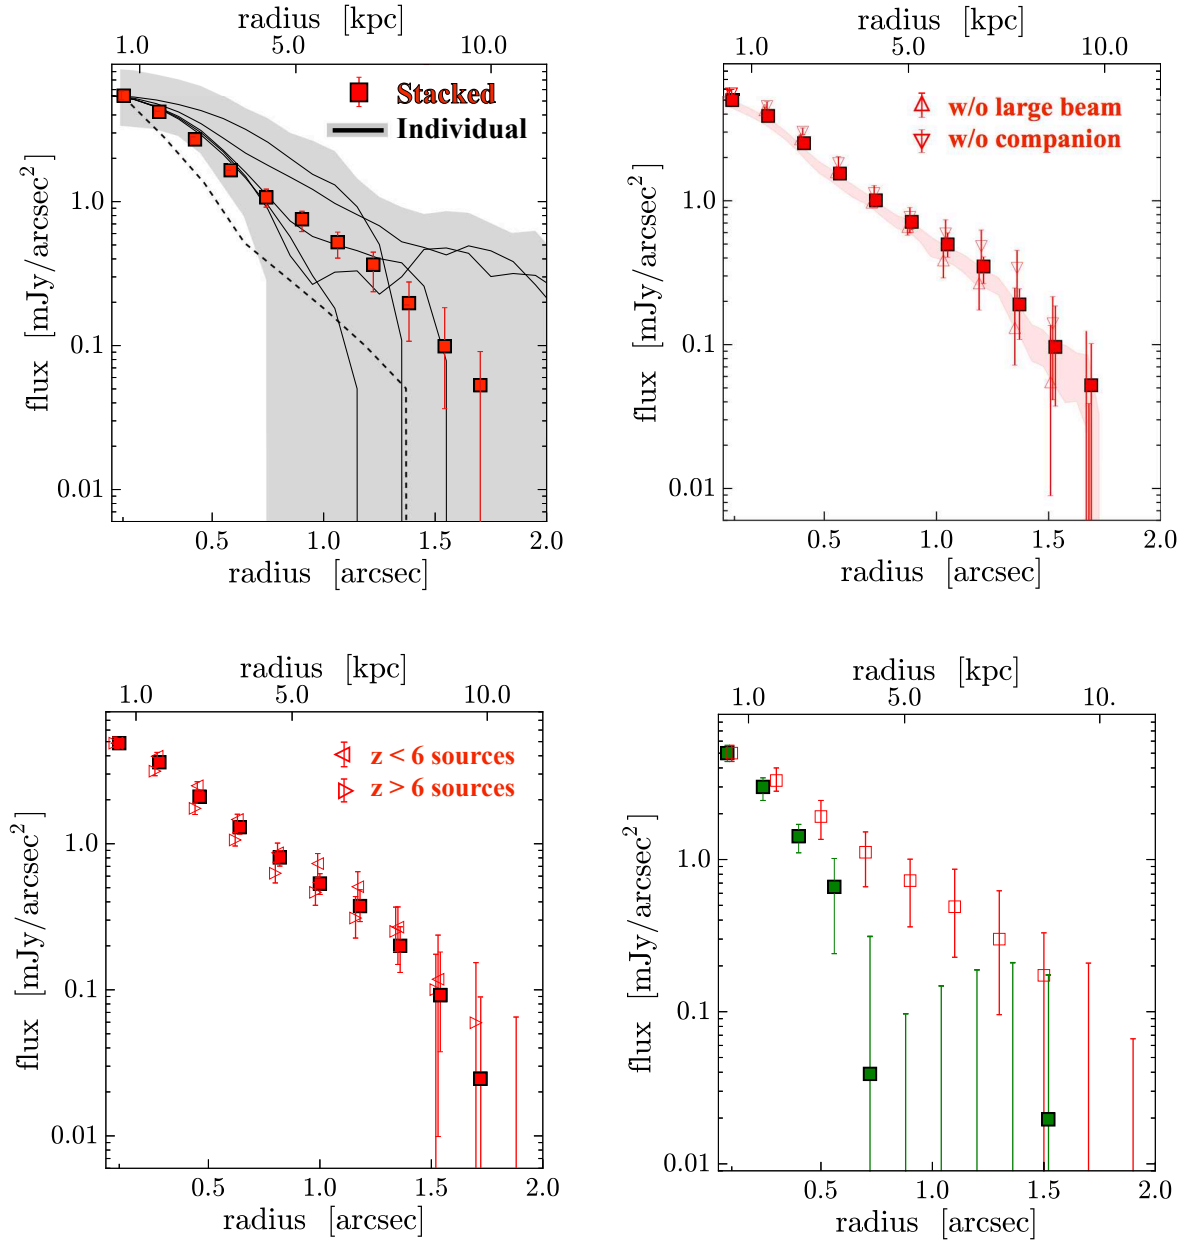 radius [kpc]
1.0 5.0 10.0
Stacked
Individual
flux [mJy/arcsec²]
1.0
0.1
0.01
0.5 1.0 1.5 2.0
radius [arcsec]
radius [kpc]
1.0 5.0 10.0
w/o large beam
w/o companion
flux [mJy/arcsec²]
1.0
0.1
0.01
0.5 1.0 1.5 2.0
radius [arcsec]
radius [kpc]
1.0 5.0 10.0
z < 6 sources
z > 6 sources
flux [mJy/arcsec²]
1.0
0.1
0.01
0.5 1.0 1.5 2.0
radius [arcsec]
radius [kpc]
1.0 5.0 10.
flux [mJy/arcsec²]
1.0
0.1
0.01
0.5 1.0 1.5 2.0
radius [arcsec]